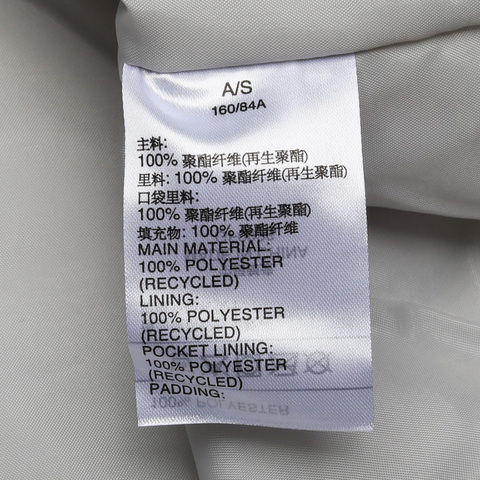 A/S
160/84A
主料:
100% 聚酯纤维(再生聚酯)
里料: 100% 聚酯纤维(再生聚酯)
口袋里料:
100% 聚酯纤维(再生聚酯)
填充物: 100% 聚酯纤维
MAIN MATERIAL:
100% POLYESTER
(RECYCLED)
LINING:
100% POLYESTER
(RECYCLED)
POCKET LINING:
100% POLYESTER
(RECYCLED)
PADDING:
100% POLYESTER